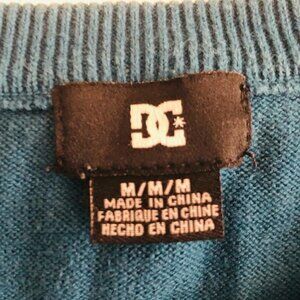 DC
M/M/M
MADE IN CHINA
FABRIQUE EN CHINE
HECHO EN CHINA